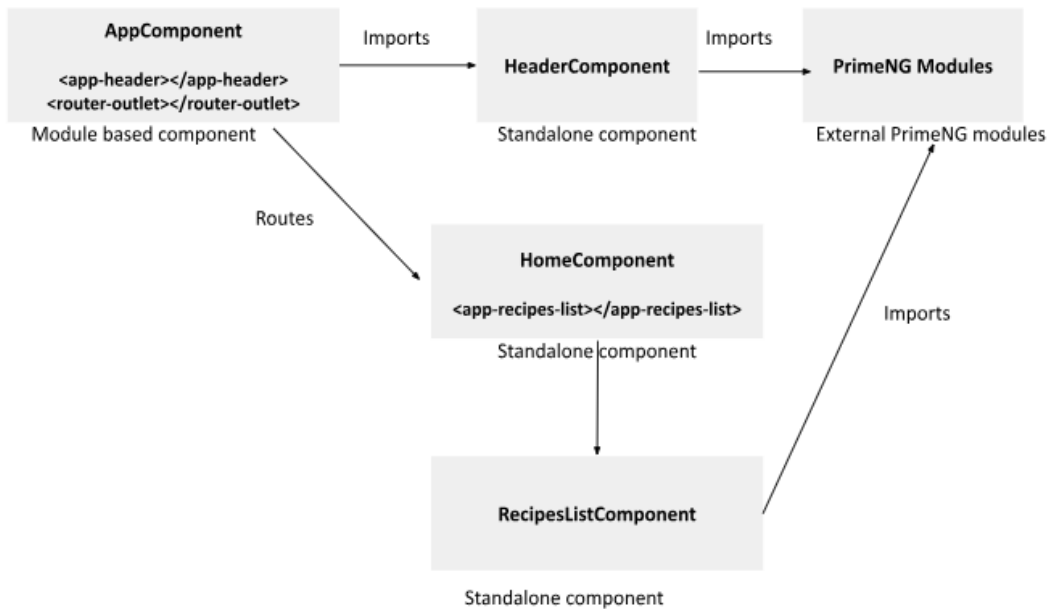 AppComponent
<app-header></app-header>
<router-outlet></router-outlet>
Module based component
Imports
HeaderComponent
Standalone component
Imports
PrimeNG Modules
External PrimeNG modules
Routes
HomeComponent
<app-recipes-list></app-recipes-list>
Standalone component
Imports
RecipesListComponent
Standalone component